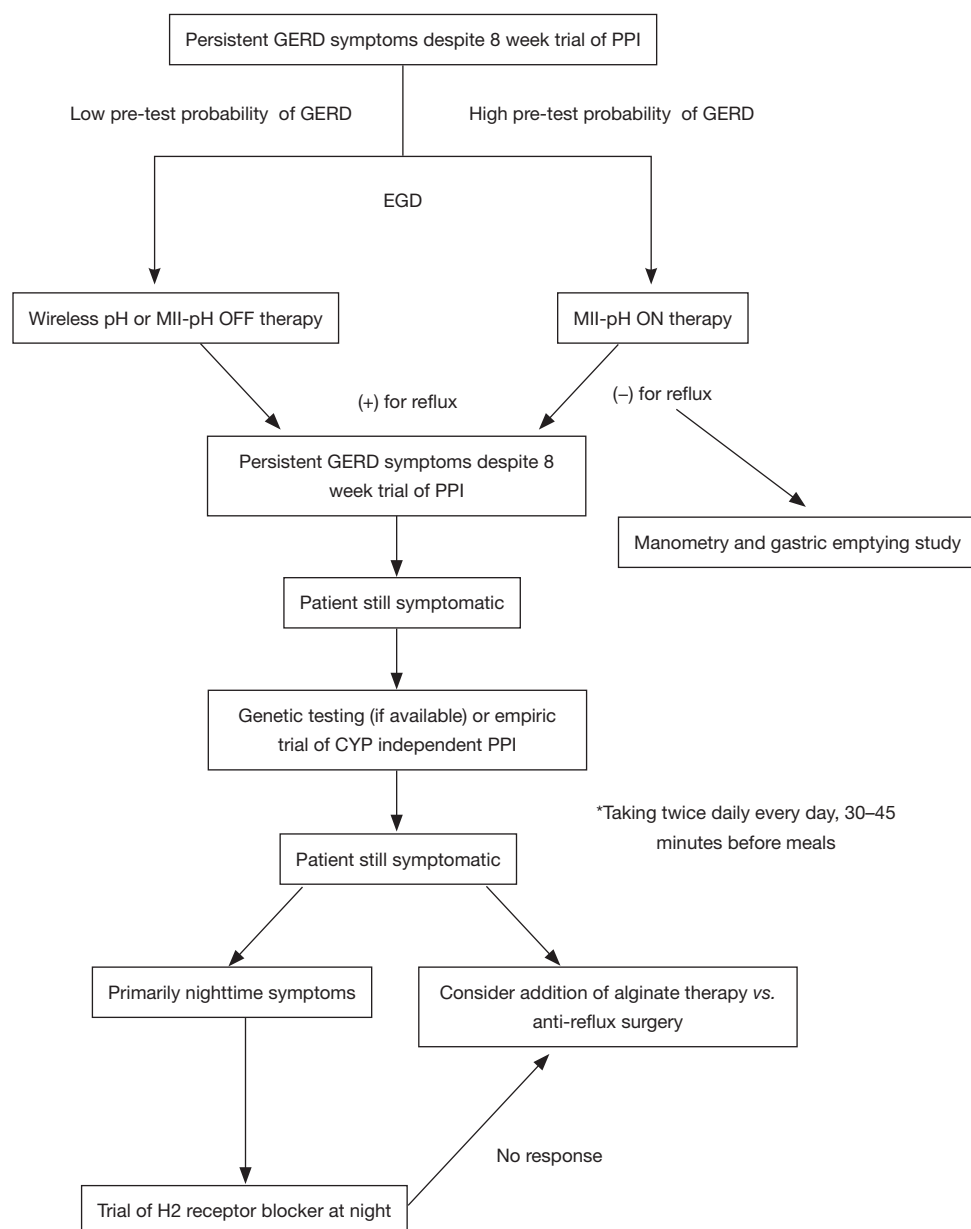 Persistent GERD symptoms despite 8 week trial of PPI
Low pre-test probability of GERD
High pre-test probability of GERD
EGD
Wireless pH or MII-pH OFF therapy
MII-pH ON therapy
(+) for reflux
(–) for reflux
Persistent GERD symptoms despite 8
week trial of PPI
Manometry and gastric emptying study
Patient still symptomatic
Genetic testing (if available) or empiric
trial of CYP independent PPI
*Taking twice daily every day, 30–45
minutes before meals
Patient still symptomatic
Primarily nighttime symptoms
Consider addition of alginate therapy vs.
anti-reflux surgery
No response
Trial of H2 receptor blocker at night